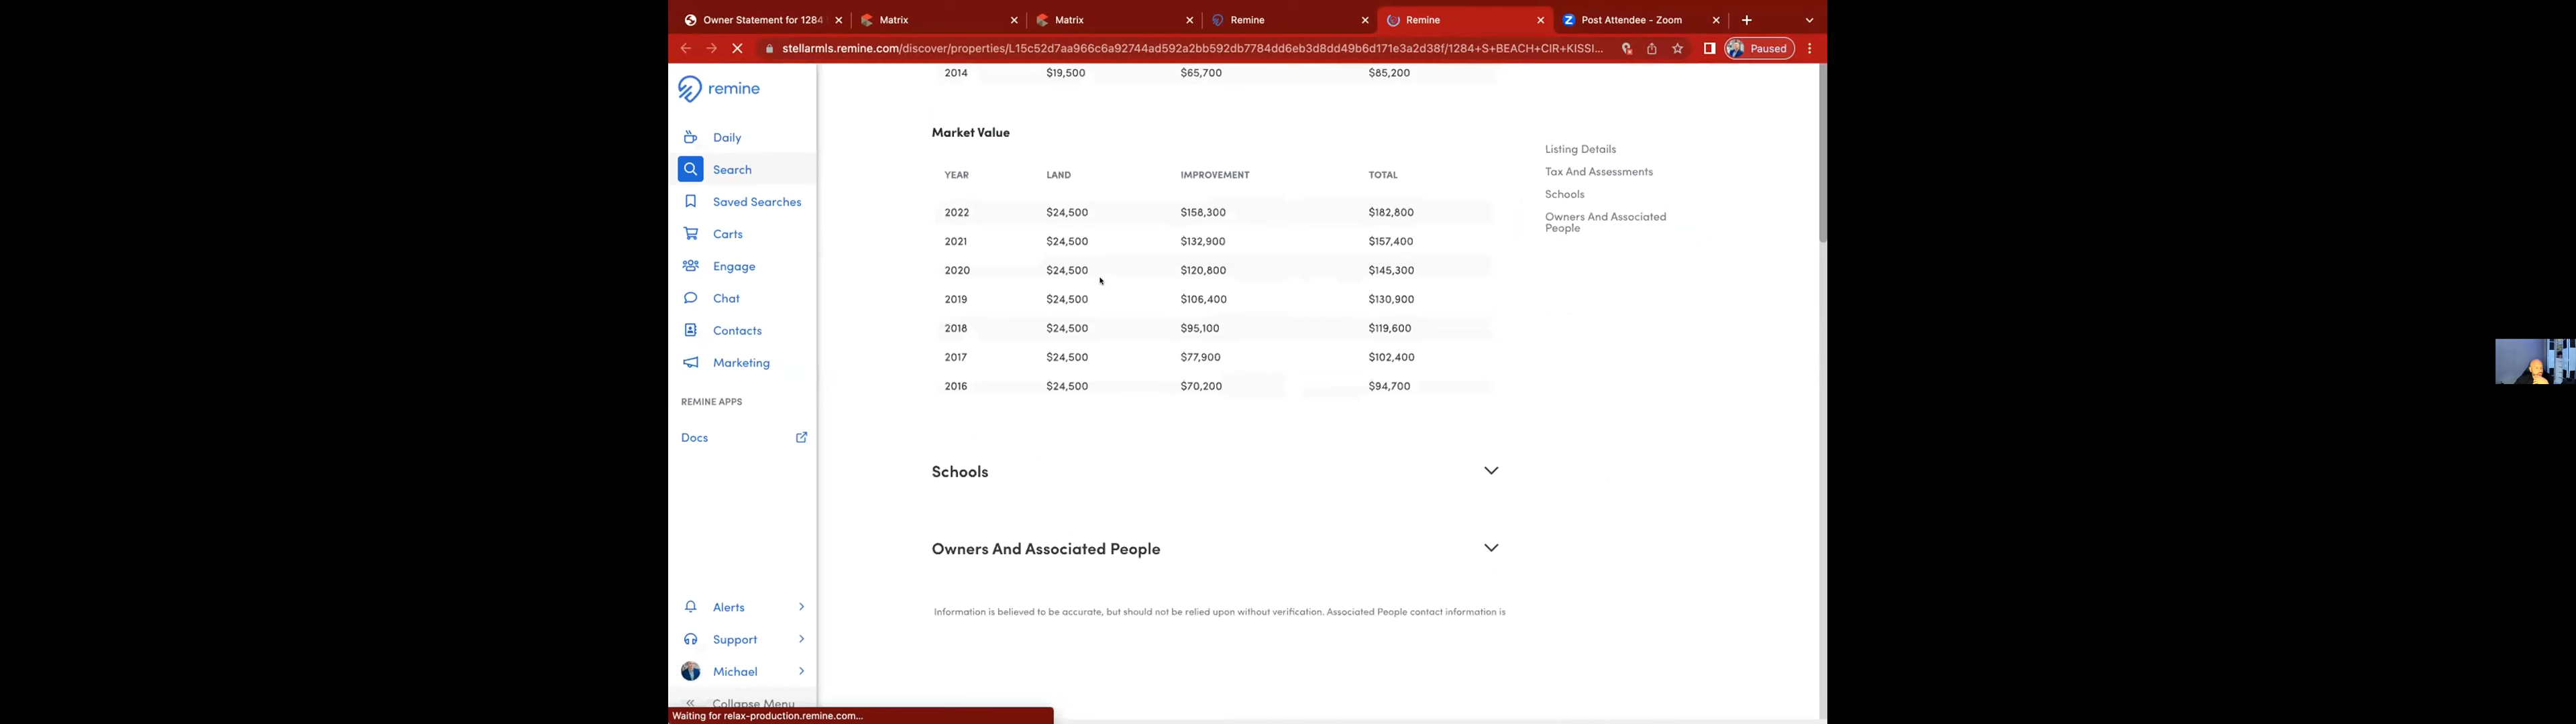 Owner Statement for 1284
Matrix
Matrix
Remine
Remine
Post Attendee - Zoom
stellarmls.remine.com/discover/properties/L15c52d7aa966c6a92744ad592a2bb592db7784dd6eb3d8dd49b6d171e3a2d38f/1284+S+BEACH+CIR+KISSI...
Paused
remine
Daily
Search
Saved Searches
Carts
Engage
Chat
Contacts
Marketing
REMINE APPS
Docs
Alerts
Support
Michael
Collapse Menu
2014 $19,500 $65,700 $85,200
Market Value
YEAR LAND IMPROVEMENT TOTAL
2022 $24,500 $158,300 $182,800
2021 $24,500 $132,900 $157,400
2020 $24,500 $120,800 $145,300
2019 $24,500 $106,400 $130,900
2018 $24,500 $95,100 $119,600
2017 $24,500 $77,900 $102,400
2016 $24,500 $70,200 $94,700
Schools
Owners And Associated People
Information is believed to be accurate, but should not be relied upon without verification. Associated People contact information is
Listing Details
Tax And Assessments
Schools
Owners And Associated
People
Waiting for relax-production.remine.com...